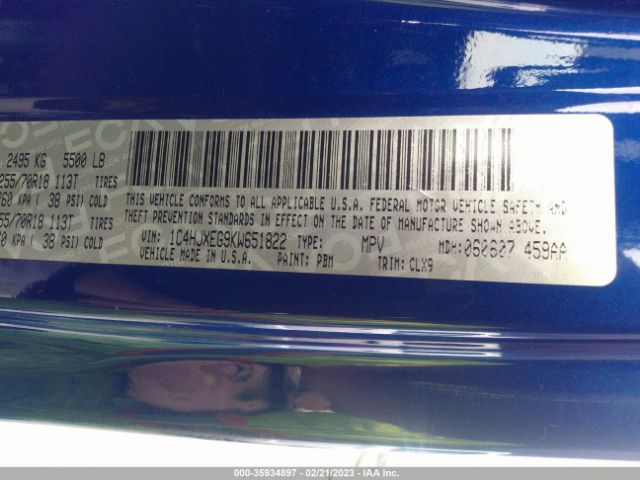 2495 KG 5500 LB
255/70R18 113T TIRES
260 KPA ( 38 PSI) COLD
55/70R18 113T TIRES
0 KPA ( 38 PSI) COLD
THIS VEHICLE CONFORMS TO ALL APPLICABLE U.S.A. FEDERAL MOTOR VEHICLE SAFETY AND
THEFT PREVENTION STANDARDS IN EFFECT ON THE DATE OF MANUFACTURE SHOWN ABOVE.
VIN: 1C4HJXEG9KW651822 TYPE: MPV MDH: 060607 459AA
VEHICLE MADE IN U.S.A. PAINT: PBM TRIM: CLX9
000-35934897 - 02/21/2023 - IAA Inc.